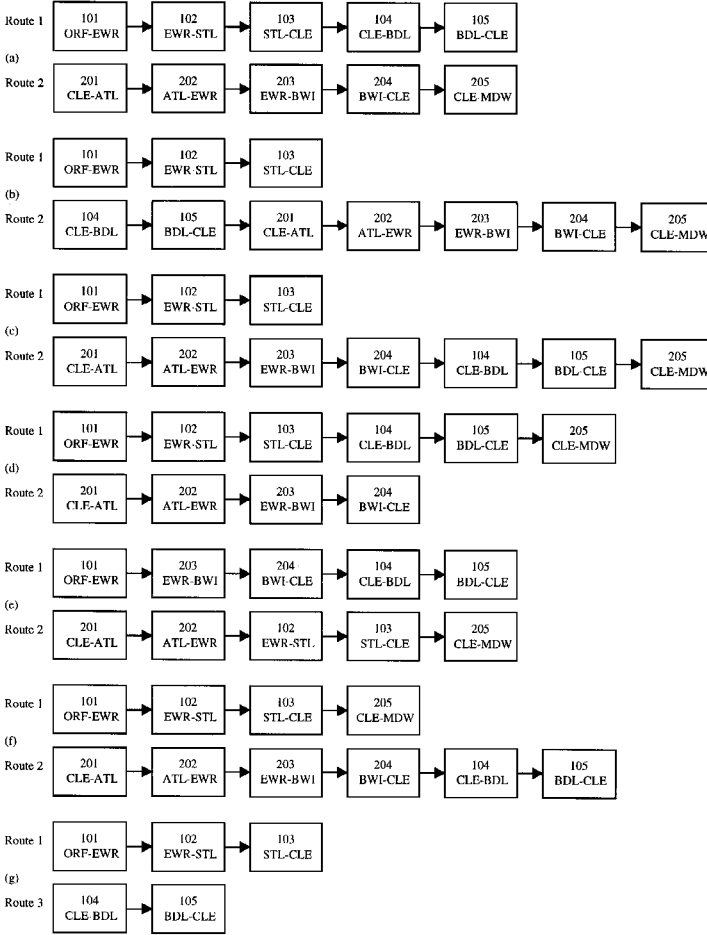 Route 1
101 102 103 104 105
ORF-EWR EWR-STL STL-CLE CLE-BDL BDL-CLE
(a)
Route 2
201 202 203 204 205
CLE-ATL ATL-EWR EWR-BWI BWI-CLE CLE-MDW
Route 1
101 102 103
ORF-EWR EWR-STL STL-CLE
(b)
Route 2
104 105 201 202 203 204 205
CLE-BDL BDL-CLE CLE-ATL ATL-EWR EWR-BWI BWI-CLE CLE-MDW
Route 1
101 102 103
ORF-EWR EWR-STL STL-CLE
(c)
Route 2
201 202 203 204 104 105 205
CLE-ATL ATL-EWR EWR-BWI BWI-CLE CLE-BDL BDL-CLE CLE-MDW
Route 1
101 102 103 104 105 205
ORF-EWR EWR-STL STL-CLE CLE-BDL BDL-CLE CLE-MDW
(d)
Route 2
201 202 203 204
CLE-ATL ATL-EWR EWR-BWI BWI-CLE
Route 1
101 203 204 104 105
ORF-EWR EWR-BWI BWI-CLE CLE-BDL BDL-CLE
(e)
Route 2
201 202 102 103 205
CLE-ATL ATL-EWR EWR-STL STL-CLE CLE-MDW
Route 1
101 102 103 205
ORF-EWR EWR-STL STL-CLE CLE-MDW
(f)
Route 2
201 202 203 204 104 105
CLE-ATL ATL-EWR EWR-BWI BWI-CLE CLE-BDL BDL-CLE
Route 1
101 102 103
ORF-EWR EWR-STL STL-CLE
(g)
Route 3
104 105
CLE-BDL BDL-CLE